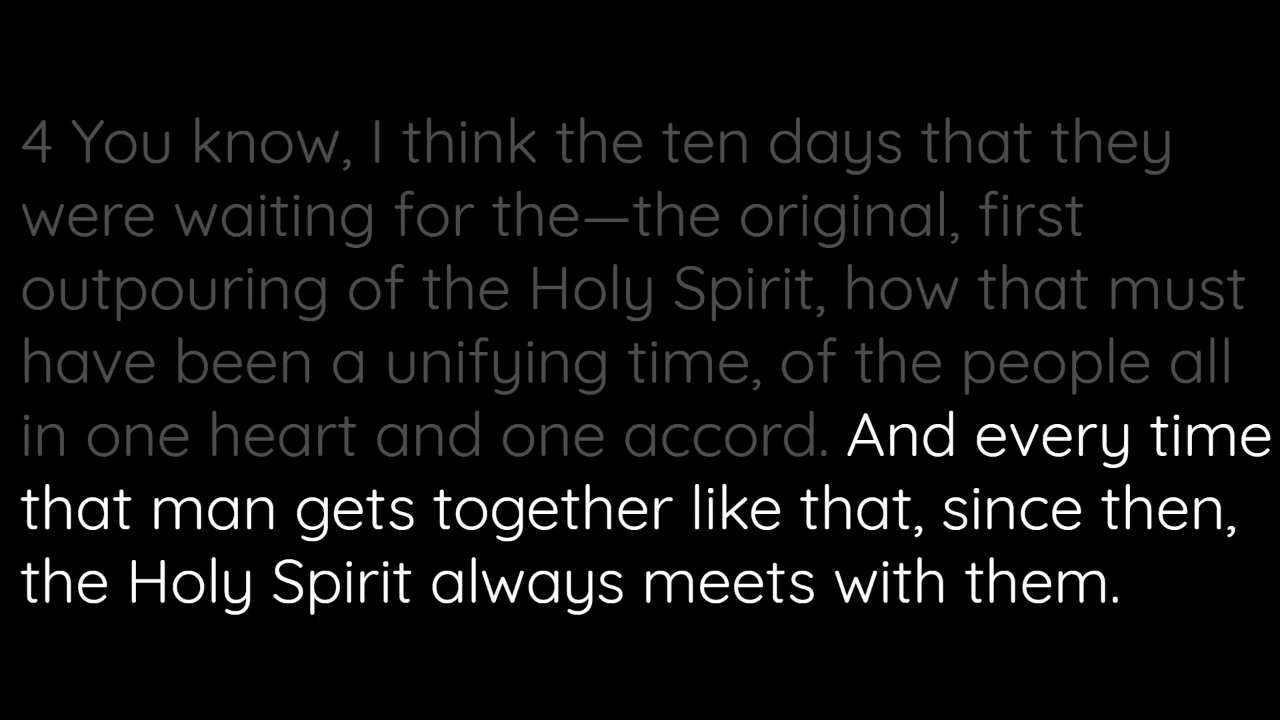 4 You know, I think the ten days that they
were waiting for the—the original, first
outpouring of the Holy Spirit, how that must
have been a unifying time, of the people all
in one heart and one accord. And every time
that man gets together like that, since then,
the Holy Spirit always meets with them.